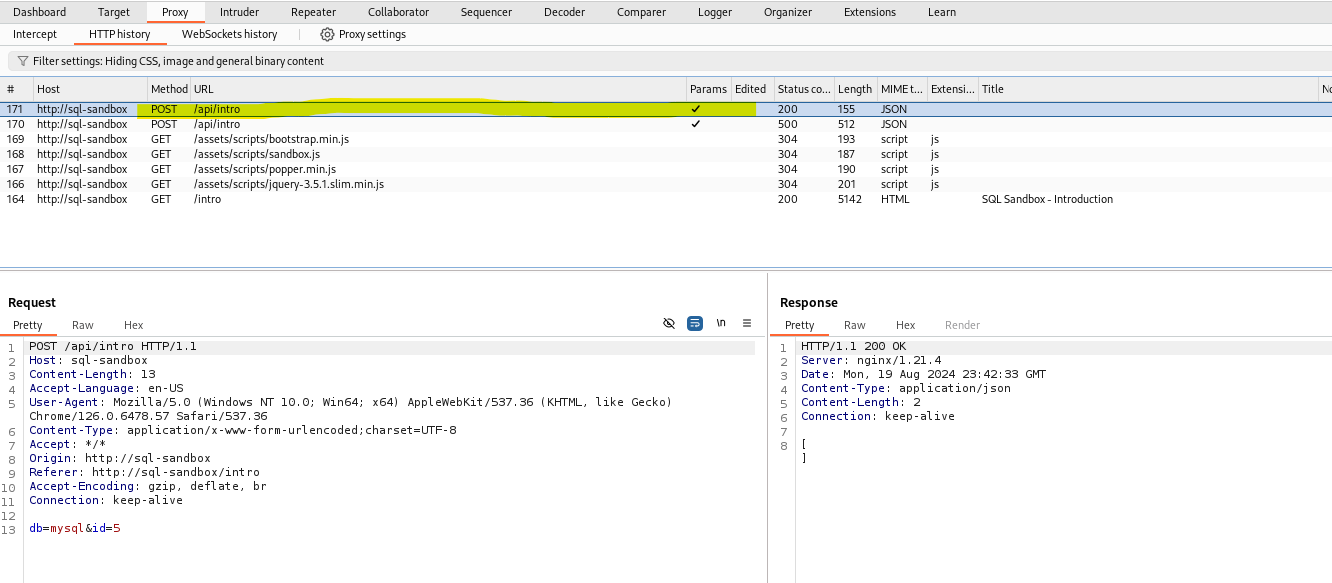 Dashboard Target Proxy Intruder Repeater Collaborator Sequencer Decoder Comparer Logger Organizer Extensions Learn
Intercept HTTP history WebSockets history Proxy settings
Filter settings: Hiding CSS, image and general binary content
# Host Method URL Params Edited Status co... Length MIME t... Extensi... Title No
171 http://sql-sandbox POST /api/intro ✓ 200 155 JSON
170 http://sql-sandbox POST /api/intro ✓ 500 512 JSON
169 http://sql-sandbox GET /assets/scripts/bootstrap.min.js 304 193 script js
168 http://sql-sandbox GET /assets/scripts/sandbox.js 304 187 script js
167 http://sql-sandbox GET /assets/scripts/popper.min.js 304 190 script js
166 http://sql-sandbox GET /assets/scripts/jquery-3.5.1.slim.min.js 304 201 script js
164 http://sql-sandbox GET /intro 200 5142 HTML SQL Sandbox - Introduction
Request
Pretty Raw Hex \n
1 POST /api/intro HTTP/1.1
2 Host: sql-sandbox
3 Content-Length: 13
4 Accept-Language: en-US
5 User-Agent: Mozilla/5.0 (Windows NT 10.0; Win64; x64) AppleWebKit/537.36 (KHTML, like Gecko)
Chrome/126.0.6478.57 Safari/537.36
6 Content-Type: application/x-www-form-urlencoded;charset=UTF-8
7 Accept: */*
8 Origin: http://sql-sandbox
9 Referer: http://sql-sandbox/intro
10 Accept-Encoding: gzip, deflate, br
11 Connection: keep-alive
12
13 db=mysql&id=5
Response
Pretty Raw Hex Render
1 HTTP/1.1 200 OK
2 Server: nginx/1.21.4
3 Date: Mon, 19 Aug 2024 23:42:33 GMT
4 Content-Type: application/json
5 Content-Length: 2
6 Connection: keep-alive
7
8 [
]